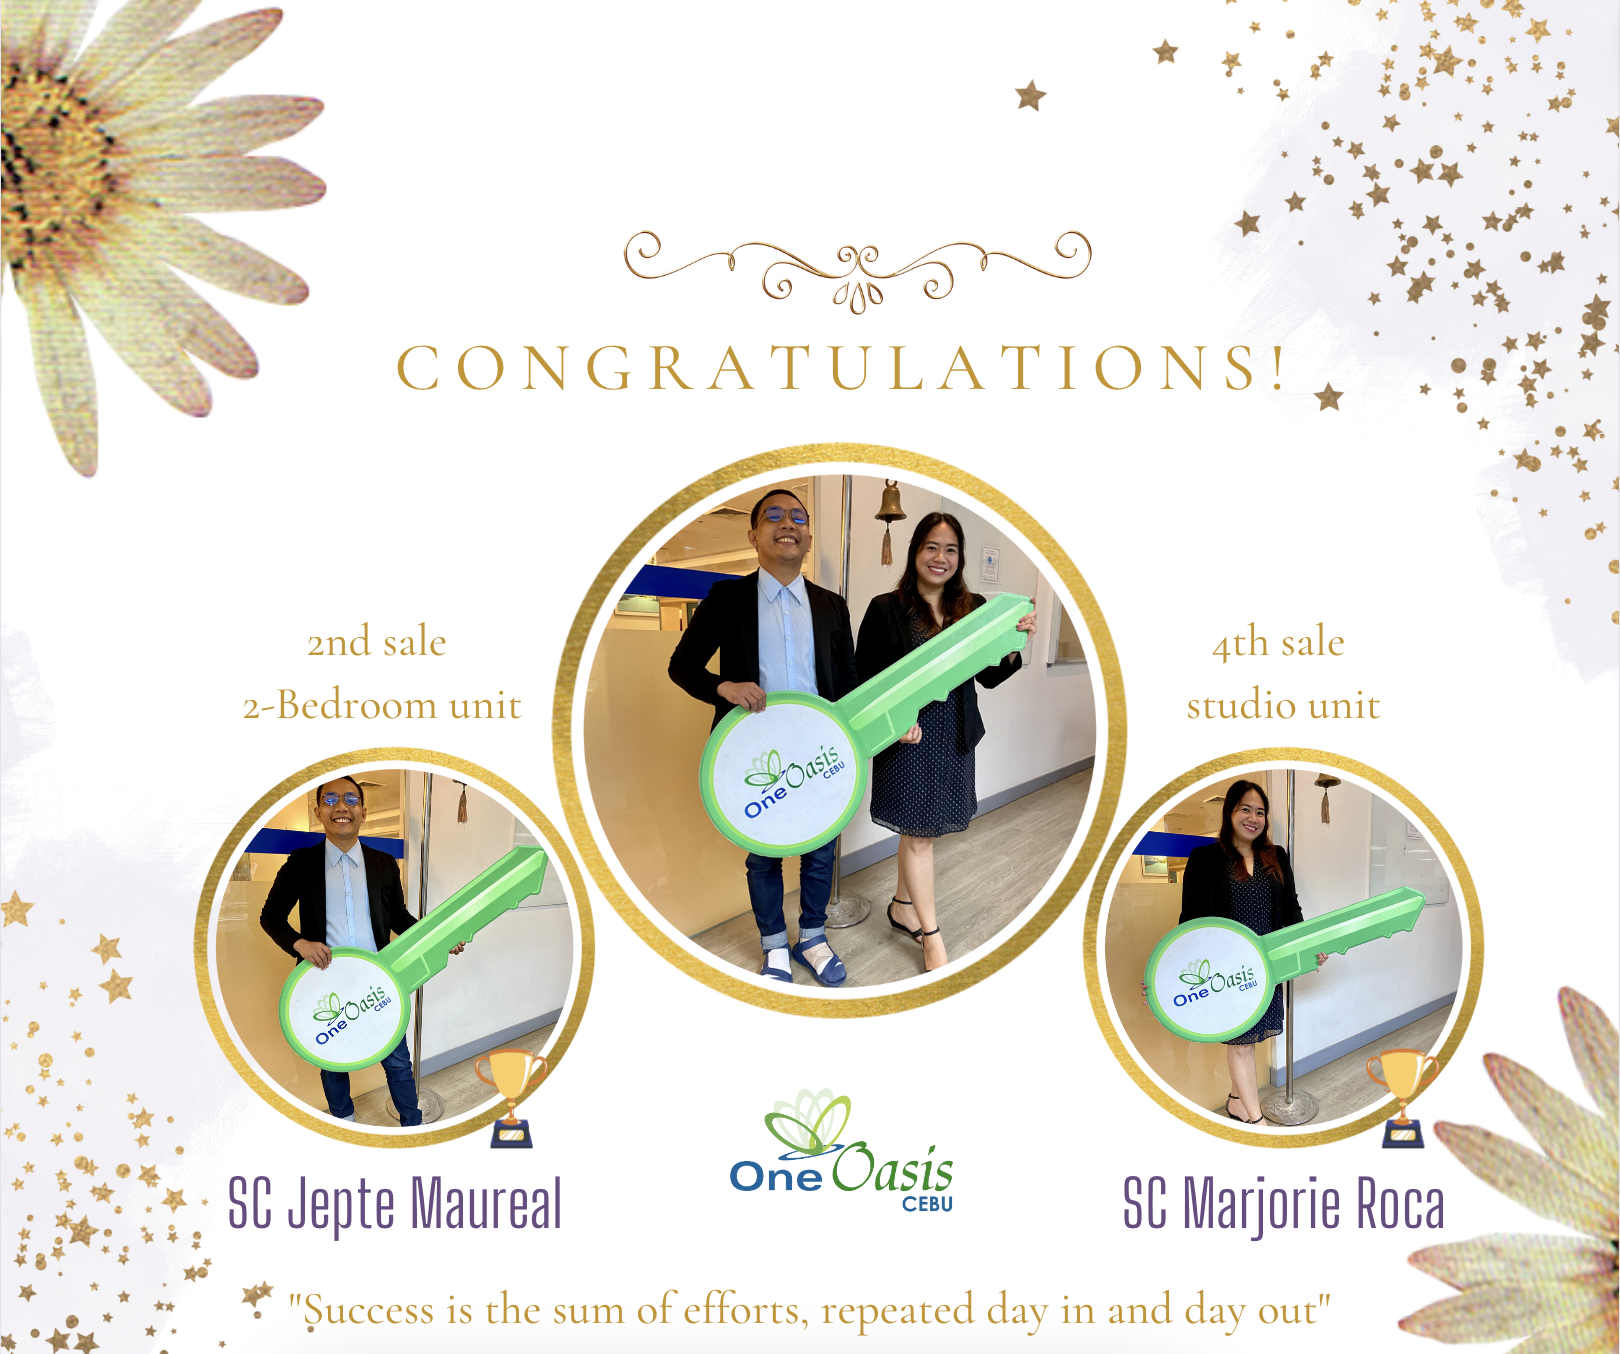 CONGRATULATIONS!
2nd sale
2-Bedroom unit
4th sale
studio unit
One Oasis
CEBU
One Oasis
CEBU
One Oasis
CEBU
One Oasis
CEBU
SC Jepte Maureal
SC Marjorie Roca
"Success is the sum of efforts, repeated day in and day out"